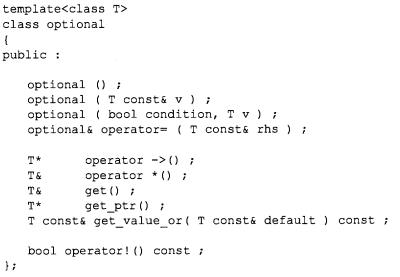 template<class T>
class optional
{
public :
optional () ;
optional ( T const& v ) ;
optional ( bool condition, T v ) ;
optional& operator= ( T const& rhs ) ;
T* operator ->() ;
T& operator *() ;
T& get() ;
T* get_ptr() ;
T const& get_value_or( T const& default ) const ;
bool operator!() const ;
};